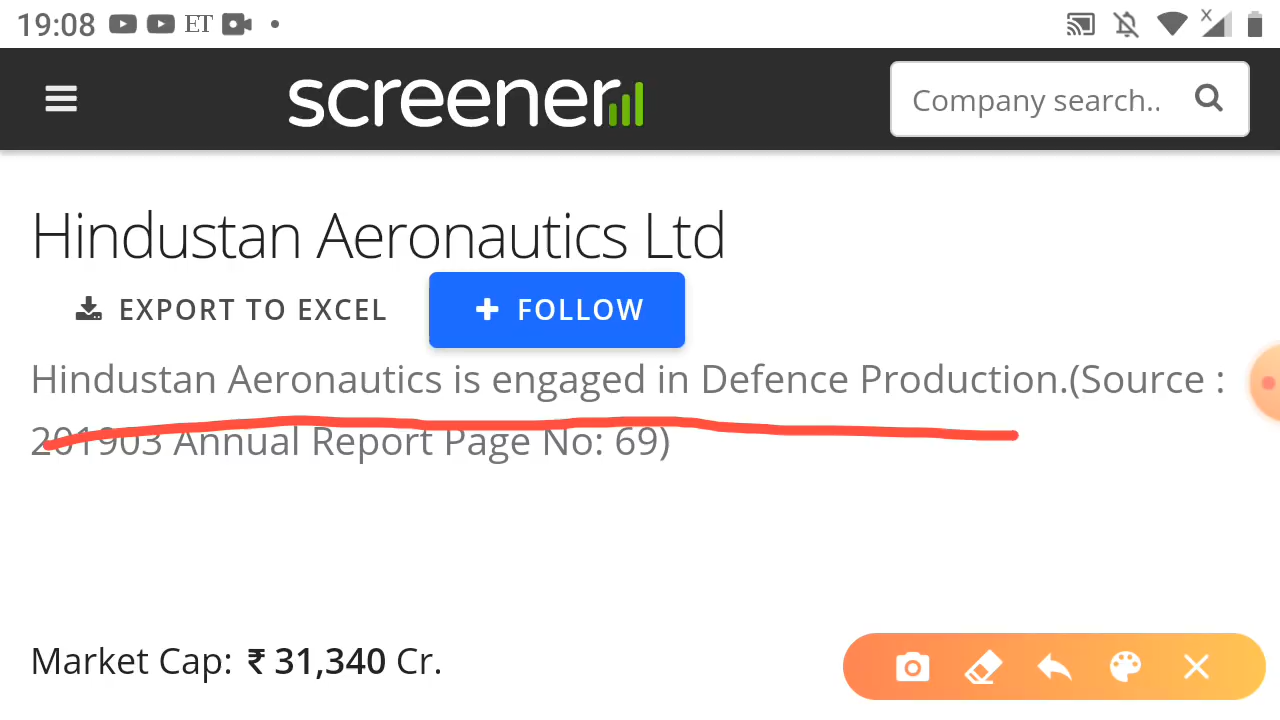 19:08 ET
screener
Company search..
Hindustan Aeronautics Ltd
EXPORT TO EXCEL
FOLLOW
Hindustan Aeronautics is engaged in Defence Production.(Source :
201903 Annual Report Page No: 69)
Market Cap: ₹ 31,340 Cr.